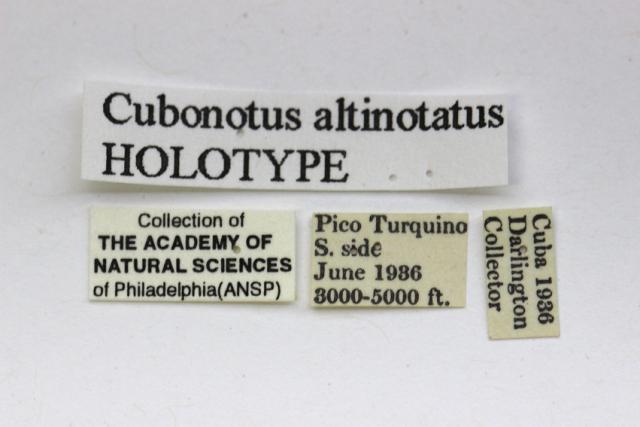 Cubonotus altinotatus
HOLOTYPE
Collection of
THE ACADEMY OF
NATURAL SCIENCES
of Philadelphia(ANSP)
Pico Turquino
S. side
June 1936
3000-5000 ft.
Cuba 1936
Darlington
Collector